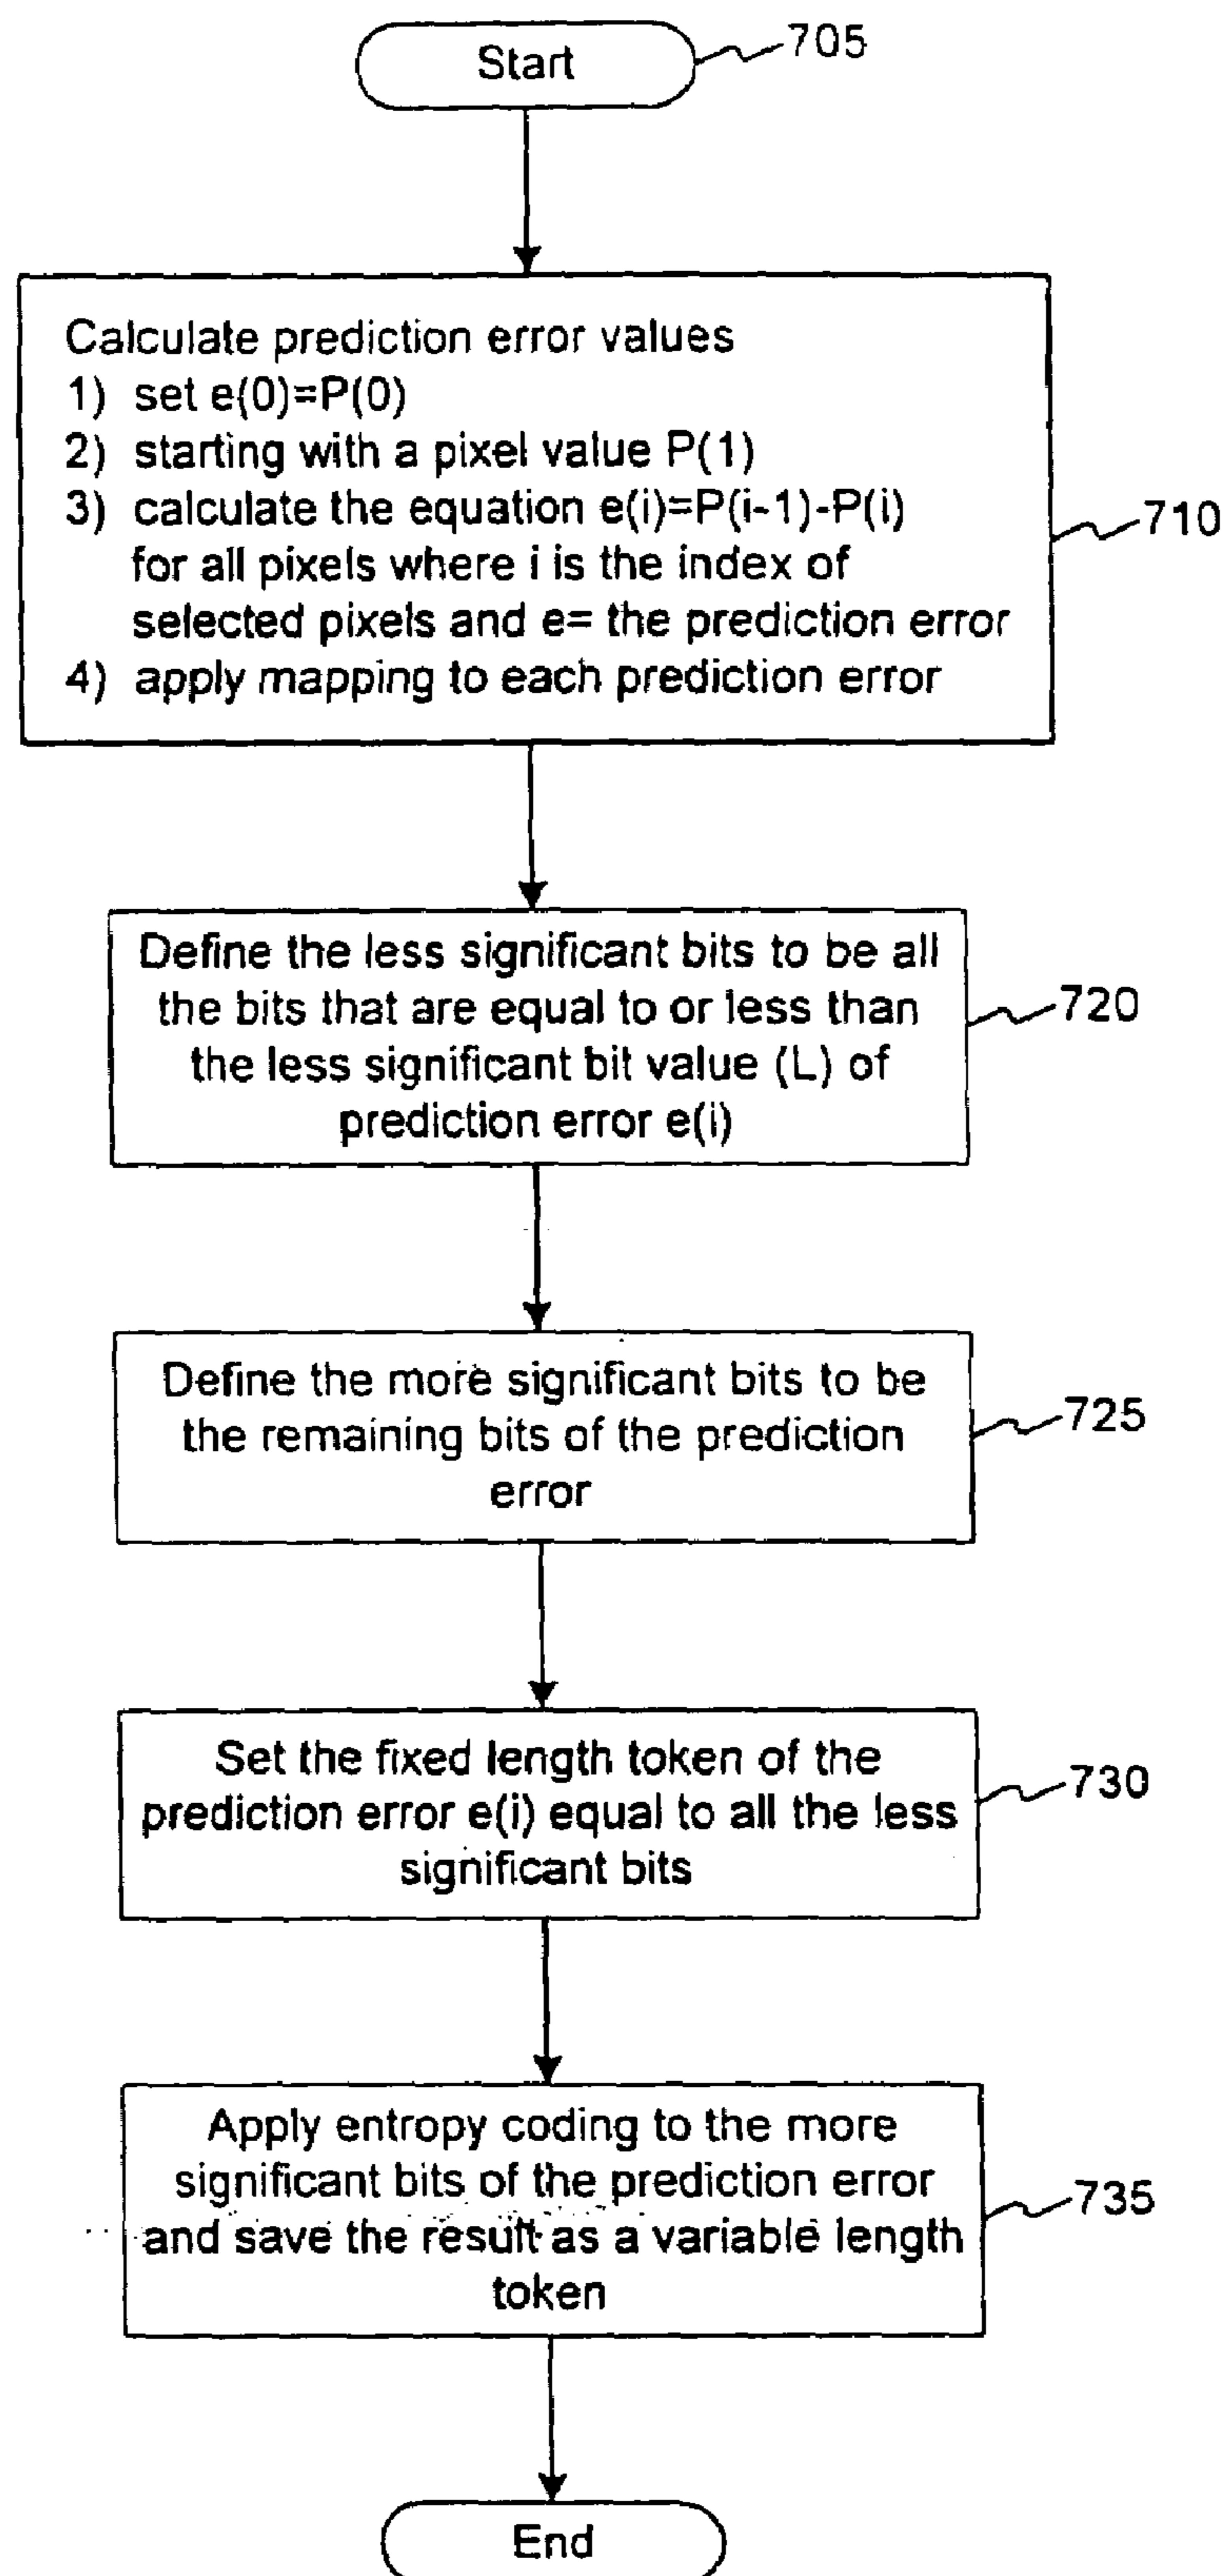 Start
705
Calculate prediction error values
1) set e(0)=P(0)
2) starting with a pixel value P(1)
3) calculate the equation e(i)=P(i-1)-P(i)
for all pixels where i is the index of
selected pixels and e= the prediction error
4) apply mapping to each prediction error
710
Define the less significant bits to be all
the bits that are equal to or less than
the less significant bit value (L) of
prediction error e(i)
720
Define the more significant bits to be
the remaining bits of the prediction
error
725
Set the fixed length token of the
prediction error e(i) equal to all the less
significant bits
730
Apply entropy coding to the more
significant bits of the prediction error
and save the result as a variable length
token
735
End